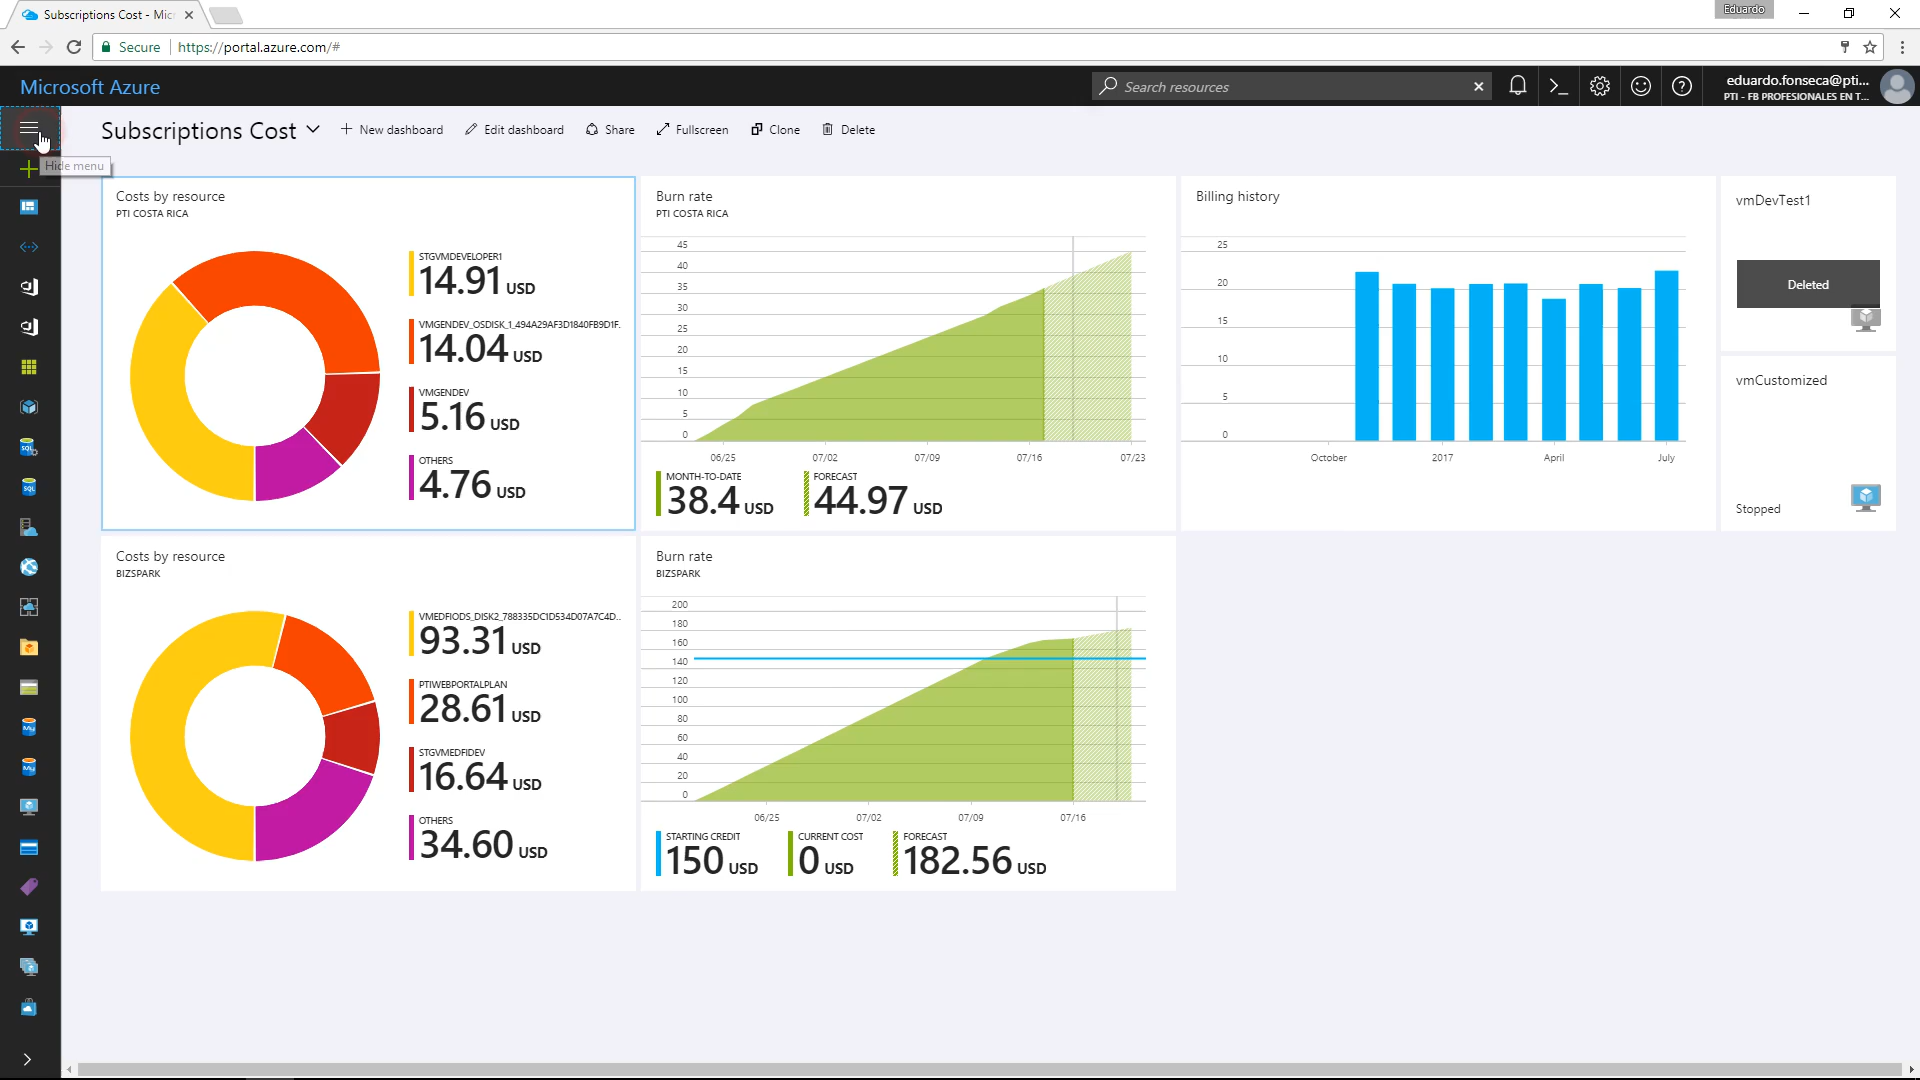 Subscriptions Cost - Mic
Eduardo
Secure
https://portal.azure.com/#
Microsoft Azure
Search resources
eduardo.fonseca@pti...
PTI - FB PROFESIONALES EN T...
Subscriptions Cost
New dashboard
Edit dashboard
Share
Fullscreen
Clone
Delete
Hide menu
Costs by resource
PTI COSTA RICA
STGVMDEVELOPER1
14.91 USD
VMGENDEV_OSDISK_1_494A29AF3D1840FB9D1F.
14.04 USD
VMGENDEV
5.16 USD
OTHERS
4.76 USD
Burn rate
PTI COSTA RICA
45
40
35
30
25
20
15
10
5
0
06/25
07/02
07/09
07/16
07/23
MONTH-TO-DATE
38.4 USD
FORECAST
44.97 USD
Billing history
25
20
15
10
5
0
October
2017
April
July
vmDevTest1
Deleted
vmCustomized
Stopped
Costs by resource
BIZSPARK
VMEDFIODS_DISK2_788335DC1D534D07A7C4D..
93.31 USD
PTIWEBPORTALPLAN
28.61 USD
STGVMEDFIDEV
16.64 USD
OTHERS
34.60 USD
Burn rate
BIZSPARK
200
180
160
140
120
100
80
60
40
20
0
06/25
07/02
07/09
07/16
STARTING CREDIT
150 USD
CURRENT COST
0 USD
FORECAST
182.56 USD